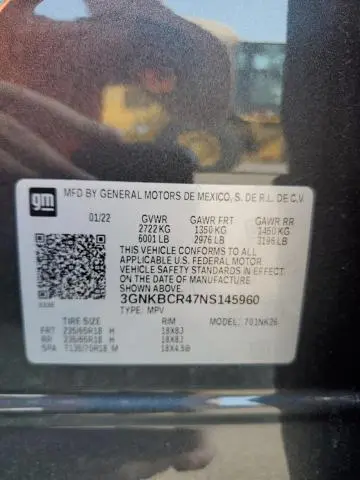 gm
MFD BY GENERAL MOTORS DE MEXICO, S. DE R.L. DE C.V.
01/22 GVWR GAWR FRT GAWR RR
2722 KG 1350 KG 1450 KG
6001 LB 2976 LB 3196 LB
THIS VEHICLE CONFORMS TO ALL
APPLICABLE U.S. FEDERAL MOTOR
VEHICLE SAFETY STANDARDS IN EFFECT
ON THE DATE OF MANUFACTURE
SHOWN ABOVE.
3GNKBCR47NS145960
TYPE: MPV MODEL: 701NK26
TIRE SIZE RIM
FRT 235/65R18 H 18X8J
RR 235/65R18 H 18X8J
SPA T135/70R18 M 18X4.5B